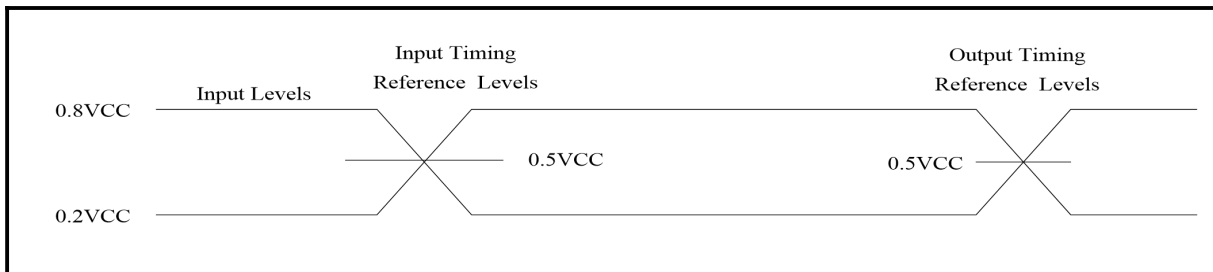 Input Timing
Reference Levels
Output Timing
Reference Levels
Input Levels
0.8VCC
0.5VCC
0.5VCC
0.2VCC